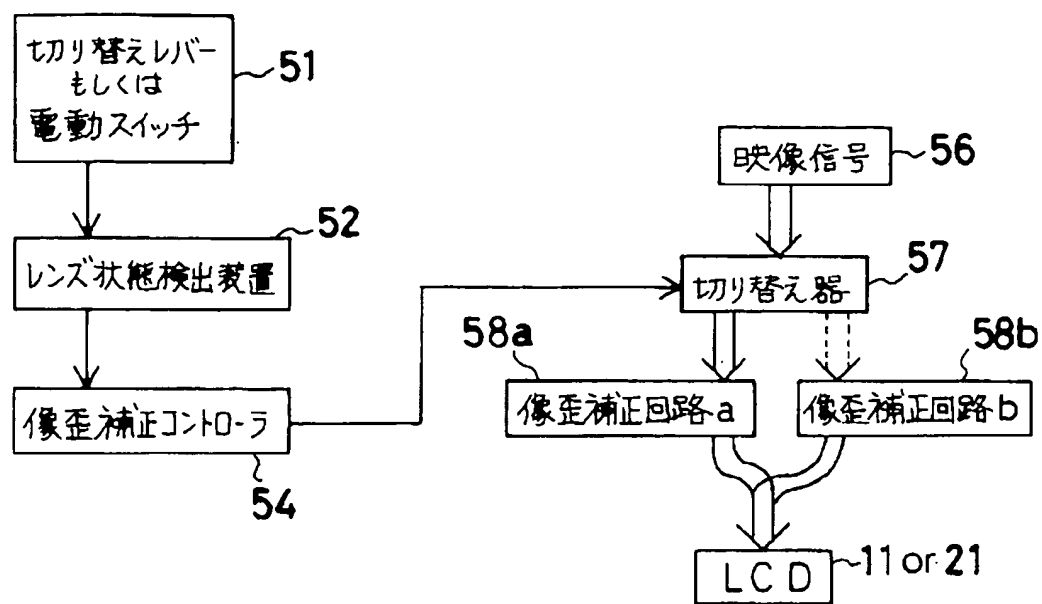 切り替えレバー
もしくは
電動スイッチ
51
52
レンズ状態検出装置
像歪補正コントローラ
54
映像信号
56
切り替え器
57
58a
像歪補正回路a
58b
像歪補正回路b
LCD
11 or 21